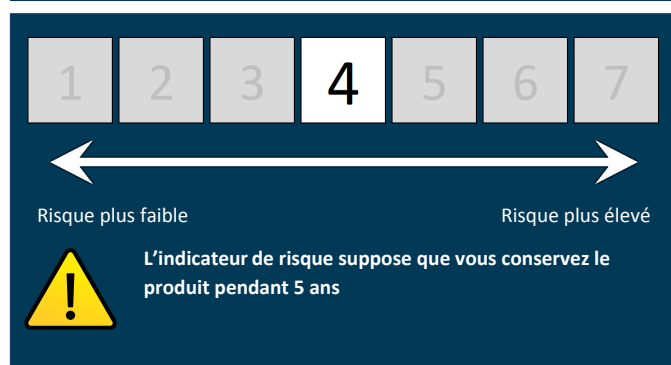 1 2 3 4 5 6 7
Risque plus faible Risque plus élevé
L’indicateur de risque suppose que vous conservez le
produit pendant 5 ans